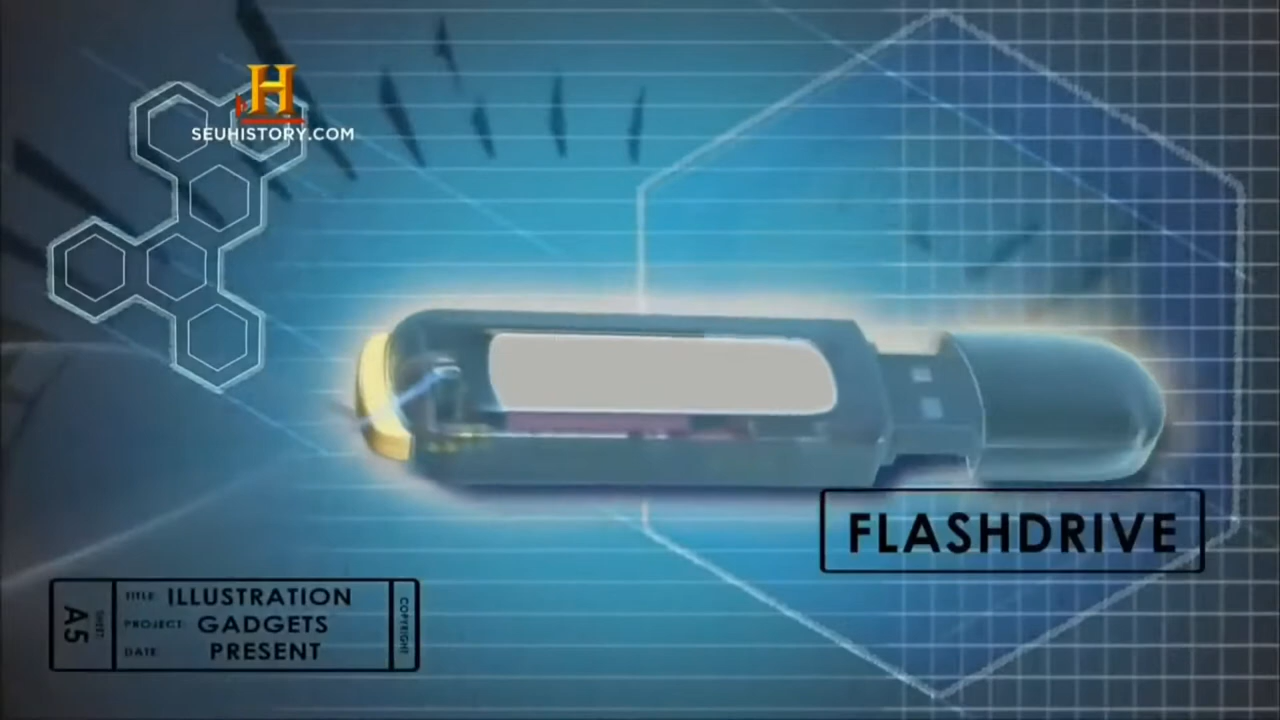 H
SEUHISTORY.COM
FLASHDRIVE
A5
SHEET:
TITLE: ILLUSTRATION
PROJECT: GADGETS
DATE: PRESENT
COPYRIGHT